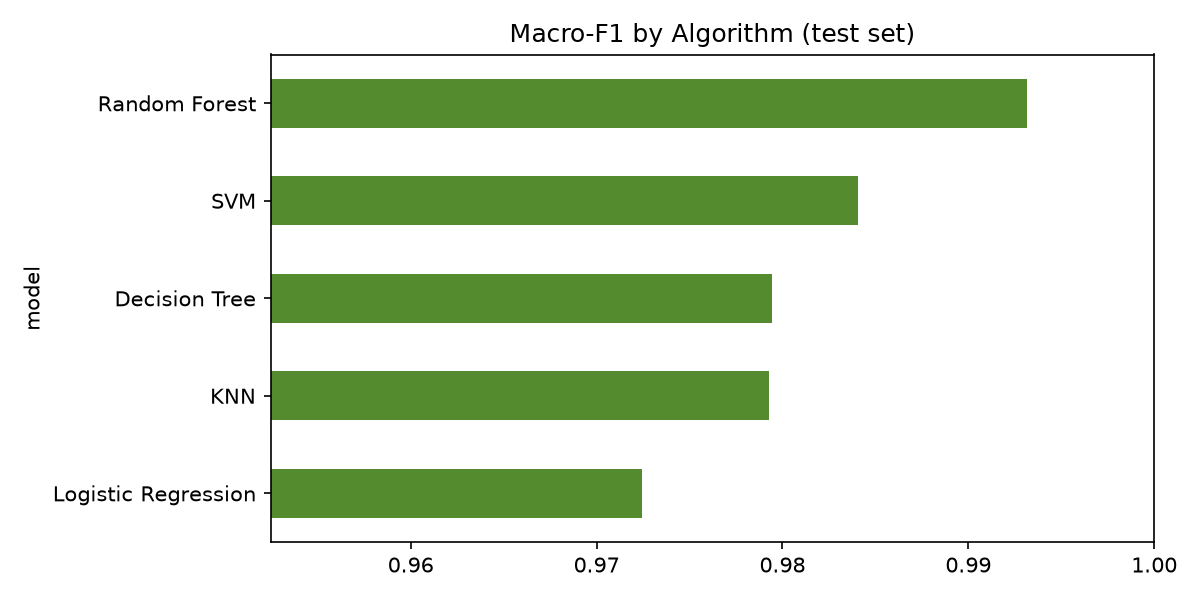 Macro-F1 by Algorithm (test set)
model
Random Forest
SVM
Decision Tree
KNN
Logistic Regression
0.96 0.97 0.98 0.99 1.00